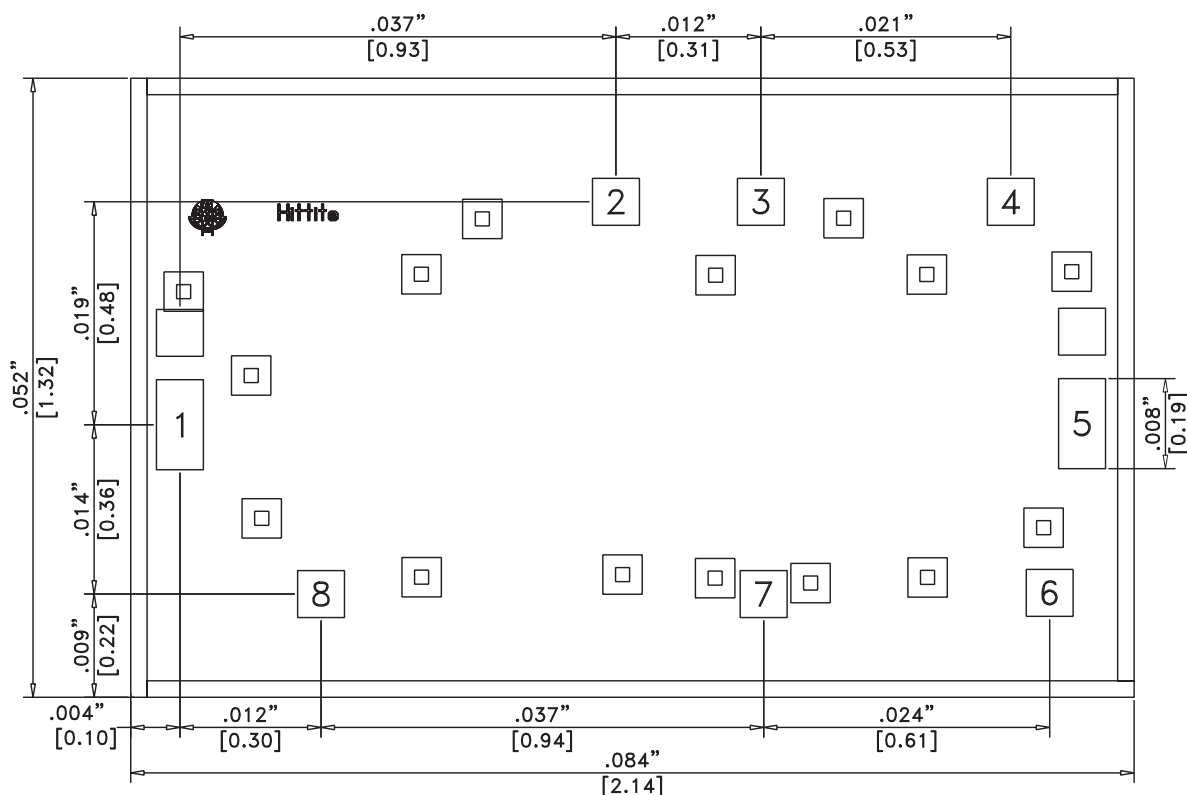 .037” .012” .021”
[0.93] [0.31] [0.53]
Hittite
2 3 4
.019”
[0.48]
.052”
[1.32]
1 5
.008”
[0.19]
.014”
[0.36]
8 7 6
.009”
[0.22]
.004” .012” .037” .024”
[0.10] [0.30] [0.94] [0.61]
.084”
[2.14]